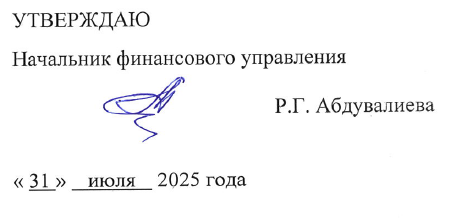 УТВЕРЖДАЮ
Начальник финансового управления
Р.Г. Абдувалиева
« 31 » июля 2025 года